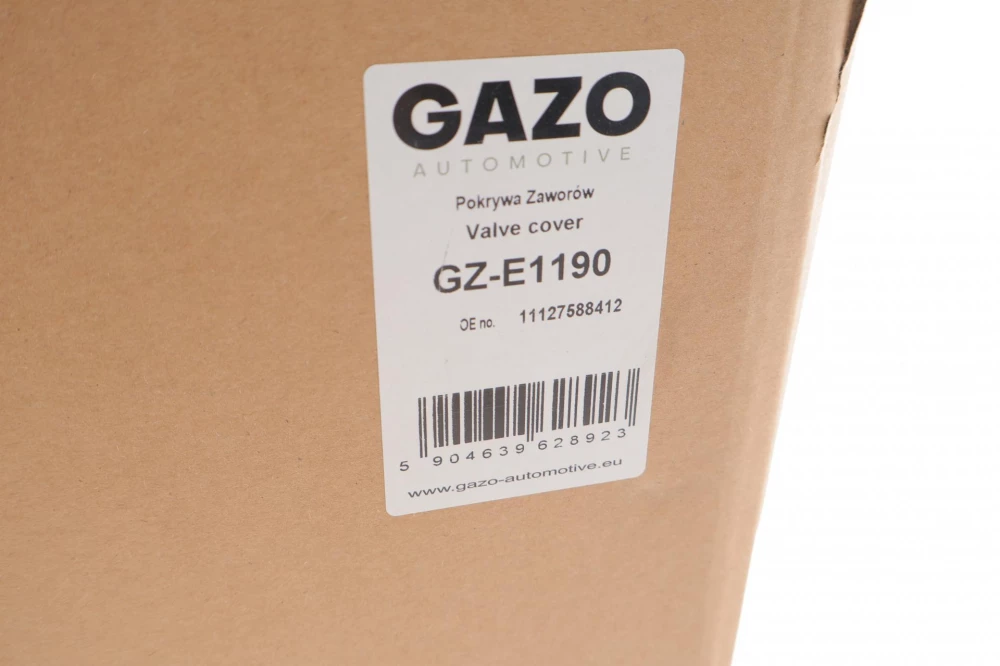 GAZO
AUTOMOTIVE
Pokrywa Zaworów
Valve cover
GZ-E1190
OE no. 11127588412
5 904639 628923
www.gazo-automotive.eu